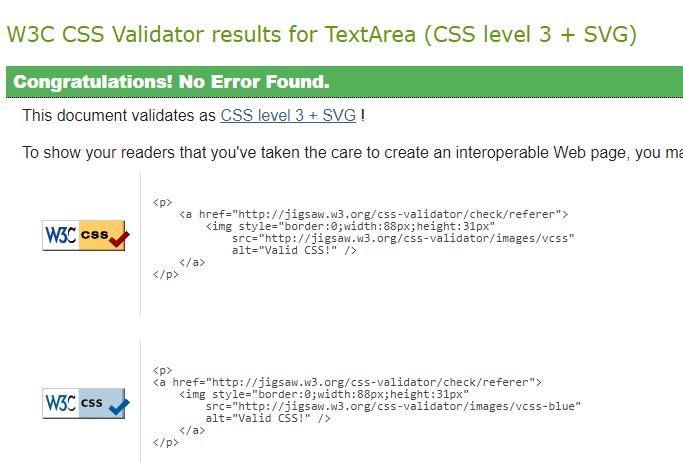 W3C CSS Validator results for TextArea (CSS level 3 + SVG)
Congratulations! No Error Found.
This document validates as CSS level 3 + SVG !
To show your readers that you've taken the care to create an interoperable Web page, you ma
<p>
<a href="http://jigsaw.w3.org/css-validator/check/referer">
<img style="border:0;width:88px;height:31px"
src="http://jigsaw.w3.org/css-validator/images/vcss"
alt="Valid CSS!" />
</a>
</p>
W3C css
<p>
<a href="http://jigsaw.w3.org/css-validator/check/referer">
<img style="border:0;width:88px;height:31px"
src="http://jigsaw.w3.org/css-validator/images/vcss-blue"
alt="Valid CSS!" />
</a>
</p>
W3C css